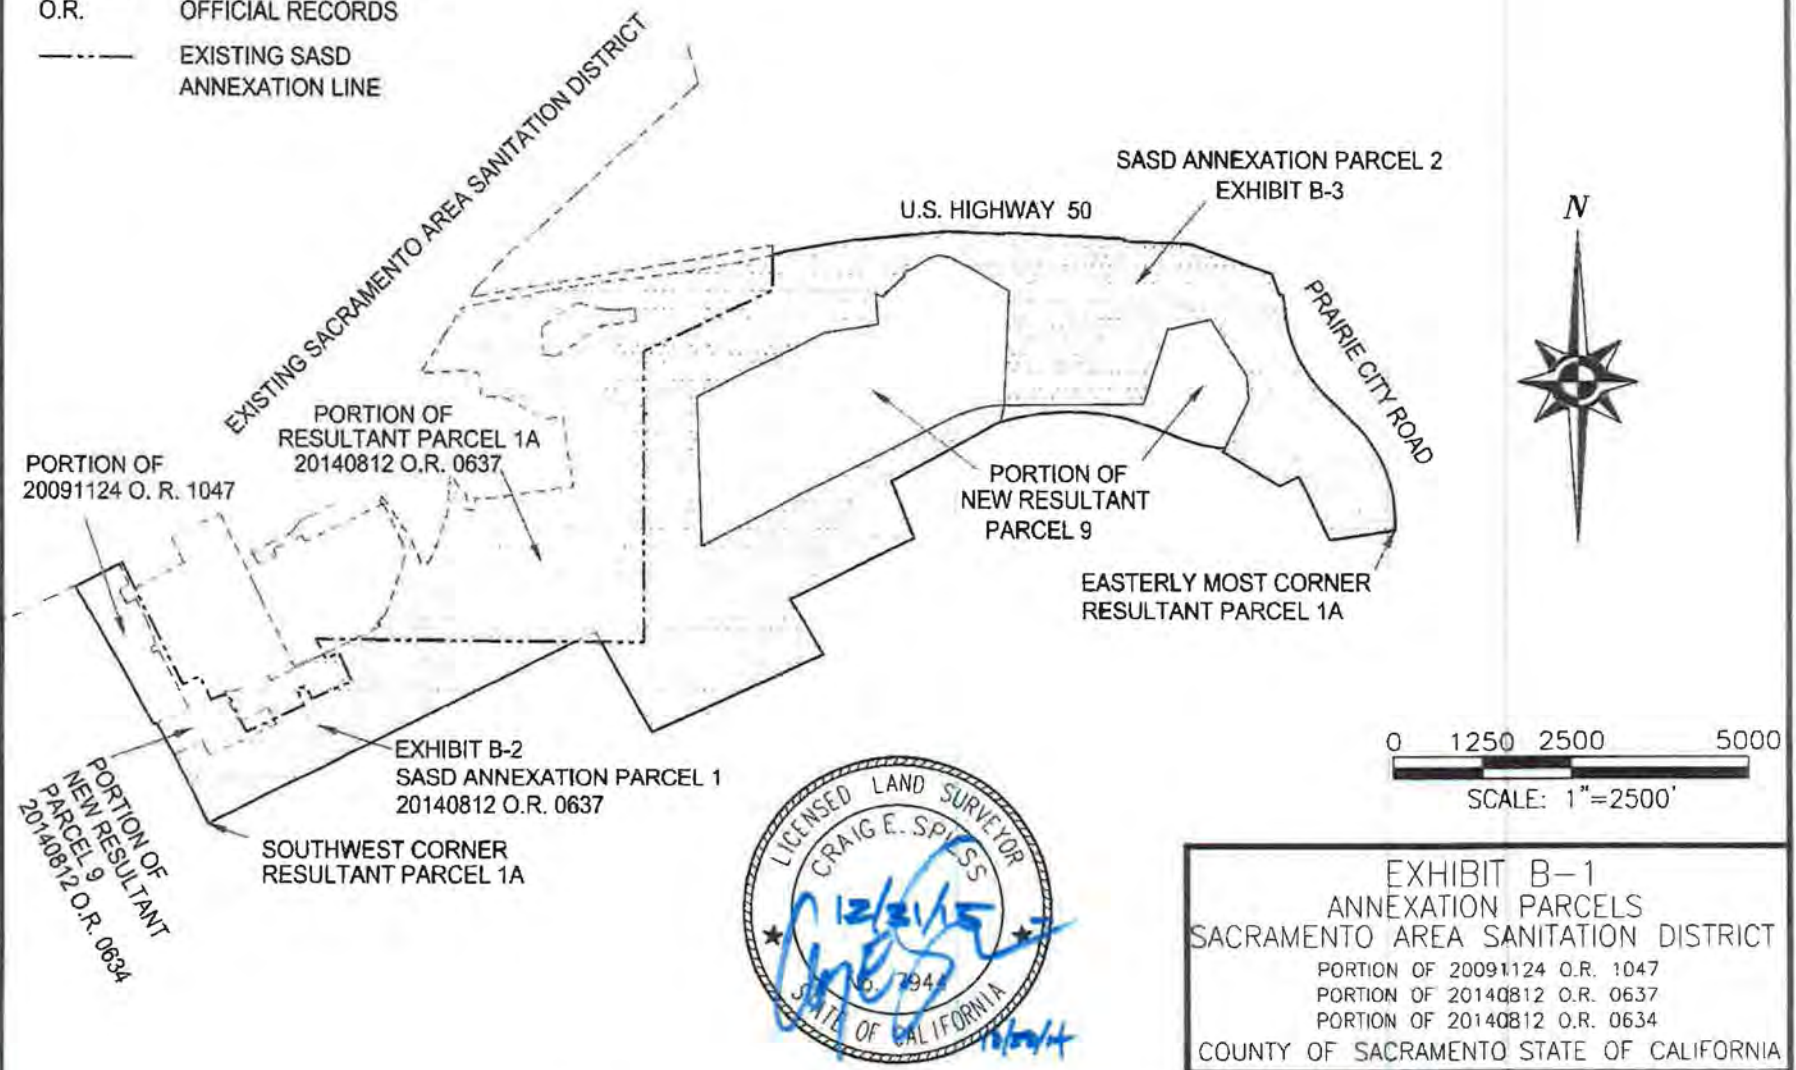 O.R. OFFICIAL RECORDS
EXISTING SASD
ANNEXATION LINE
EXISTING SACRAMENTO AREA SANITATION DISTRICT
SASD ANNEXATION PARCEL 2
EXHIBIT B-3
U.S. HIGHWAY 50
N
PRAIRIE CITY ROAD
PORTION OF
RESULTANT PARCEL 1A
20140812 O.R. 0637
PORTION OF
20091124 O. R. 1047
PORTION OF
NEW RESULTANT
PARCEL 9
EASTERLY MOST CORNER
RESULTANT PARCEL 1A
EXHIBIT B-2
SASD ANNEXATION PARCEL 1
20140812 O.R. 0637
PORTION OF
NEW RESULTANT
PARCEL 9
20140812 O.R. 0634
SOUTHWEST CORNER
RESULTANT PARCEL 1A
0 1250 2500 5000
SCALE: 1"=2500'
LICENSED LAND SURVEYOR
CRAIG E. SPIESS
12/31/15
No. 7944
STATE OF CALIFORNIA
EXHIBIT B-1
ANNEXATION PARCELS
SACRAMENTO AREA SANITATION DISTRICT
PORTION OF 20091124 O.R. 1047
PORTION OF 20140812 O.R. 0637
PORTION OF 20140812 O.R. 0634
COUNTY OF SACRAMENTO STATE OF CALIFORNIA